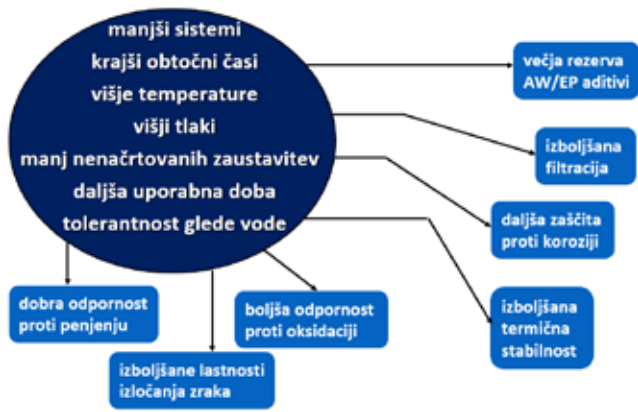 manjši sistemi
krajši obtočni časi
višje temperature
višji tlaki
manj nenačrtovanih zaustavitev
daljša uporabna doba
tolerantnost glede vode
večja rezerva
AW/EP aditivi
izboljšana
filtracija
daljša zaščita
proti koroziji
izboljšana
termična
stabilnost
boljša odpornost
proti oksidaciji
izboljšane lastnosti
izločanja zraka
dobra odpornost
proti penjenju